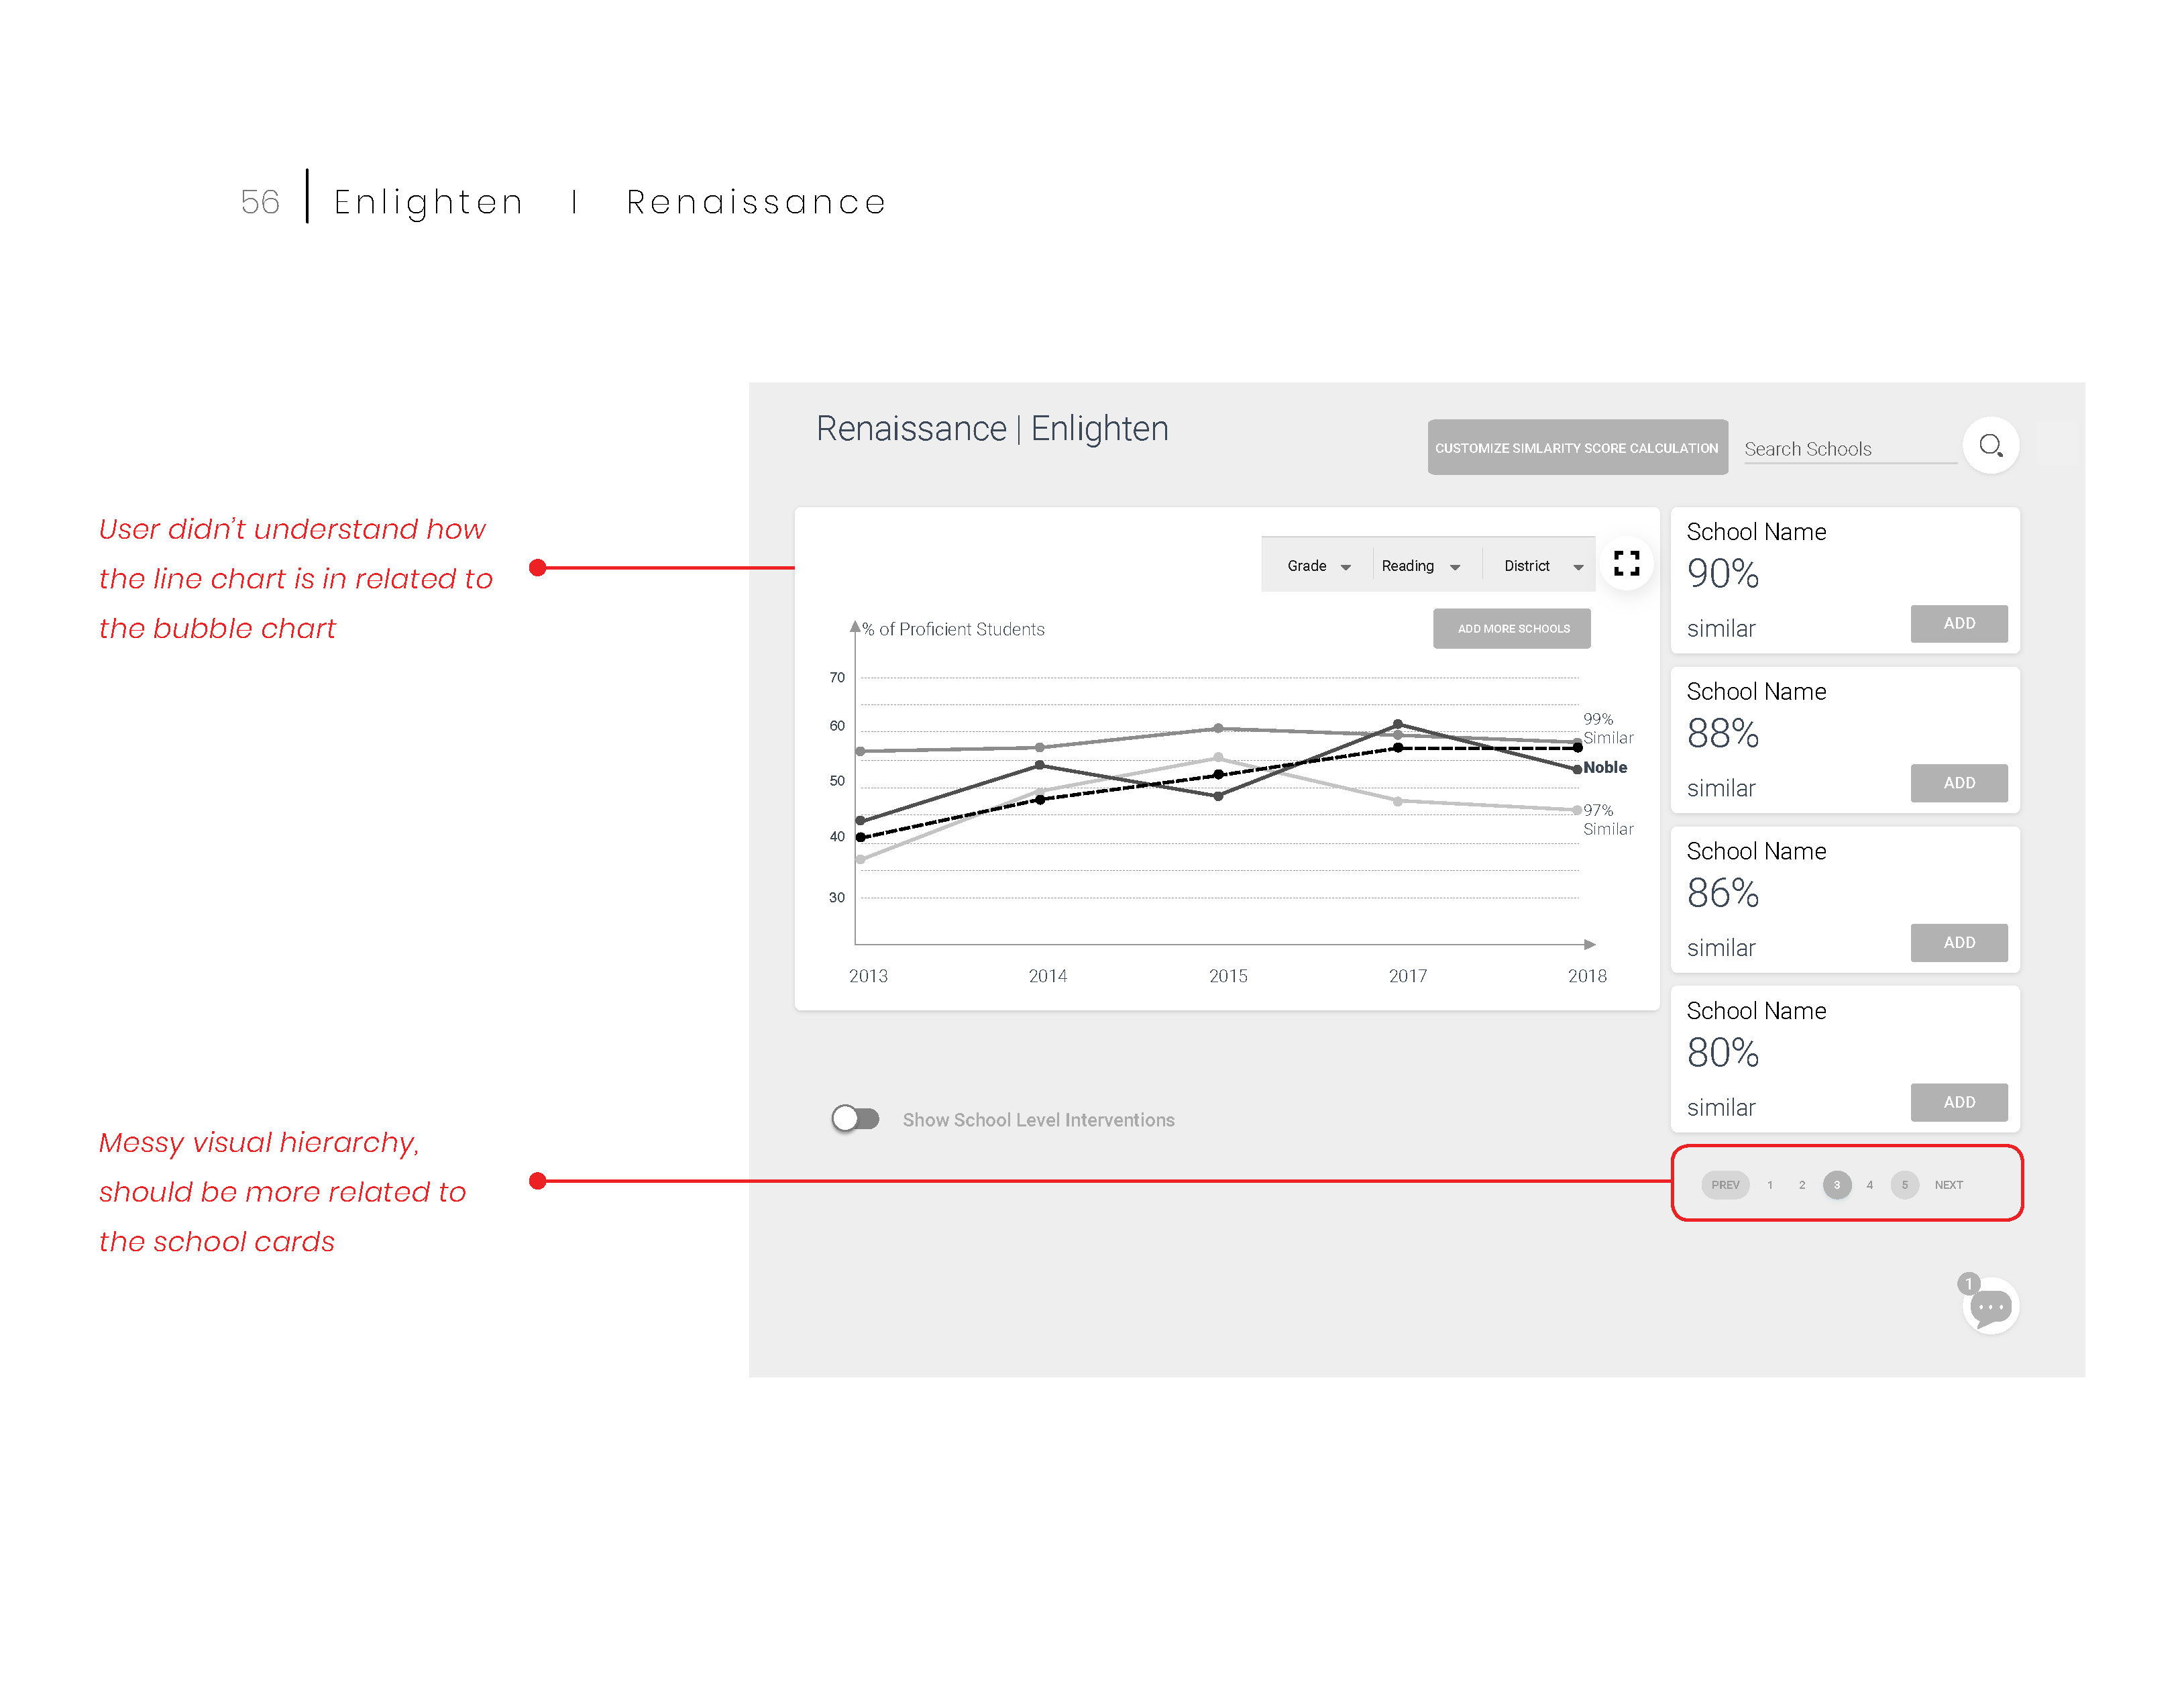 56 | Enlighten | Renaissance
Renaissance | Enlighten
CUSTOMIZE SIMLARITY SCORE CALCULATION
Search Schools
User didn't understand how
the line chart is in related to
the bubble chart
Grade
Reading
District
% of Proficient Students
ADD MORE SCHOOLS
70
60
50
40
30
99%
Similar
Noble
97%
Similar
2013
2014
2015
2017
2018
School Name
90%
similar
ADD
School Name
88%
similar
ADD
School Name
86%
similar
ADD
School Name
80%
similar
ADD
Show School Level Interventions
Messy visual hierarchy,
should be more related to
the school cards
PREV 1 2 3 4 5 NEXT
1